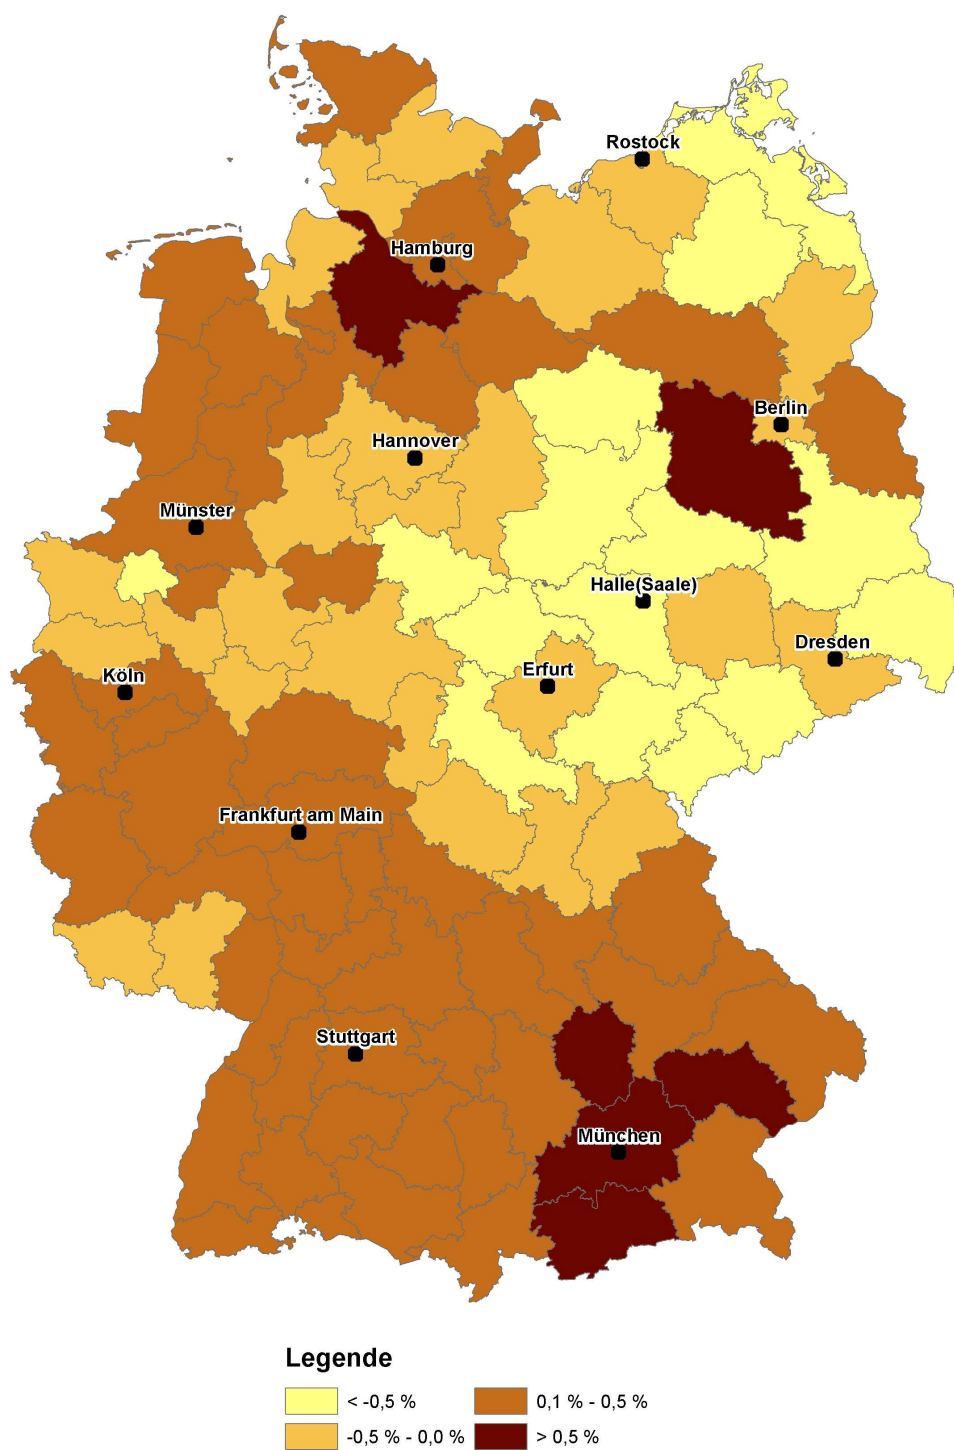 Rostock
Hamburg
Berlin
Hannover
Münster
Halle(Saale)
Dresden
Erfurt
Köln
Frankfurt am Main
Stuttgart
München
Legende
< -0,5 %
0,1 % - 0,5 %
-0,5 % - 0,0 %
> 0,5 %